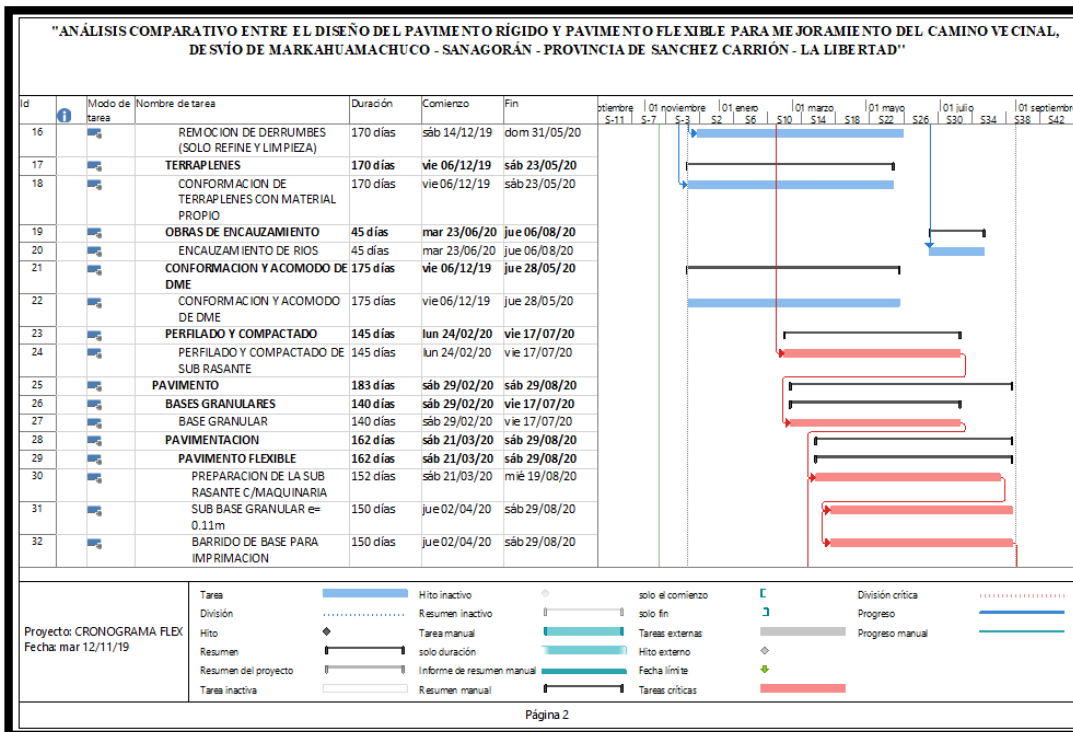 "ANÁLISIS COMPARATIVO ENTRE EL DISEÑO DEL PAVIMENTO RÍGIDO Y PAVIMENTO FLEXIBLE PARA MEJORAMIENTO DEL CAMINO VECINAL,
DESVÍO DE MARKAHUAMACHUCO - SANAGORÁN - PROVINCIA DE SANCHEZ CARRIÓN - LA LIBERTAD"
Id Modo de tarea Nombre de tarea Duración Comienzo Fin
tiembre 01 noviembre 01 enero 01 marzo 01 mayo 01 julio 01 septiembre
S-11 S-7 S-3 S2 S6 S10 S14 S18 S22 S26 S30 S34 S38 S42
16 REMOCION DE DERRUMBES 170 días sáb 14/12/19 dom 31/05/20
(SOLO REFINE Y LIMPIEZA)
17 TERRAPLENES 170 días vie 06/12/19 sáb 23/05/20
18 CONFORMACION DE 170 días vie 06/12/19 sáb 23/05/20
TERRAPLENES CON MATERIAL
PROPIO
19 OBRAS DE ENCAUZAMIENTO 45 días mar 23/06/20 jue 06/08/20
20 ENCAUZAMIENTO DE RIOS 45 días mar 23/06/20 jue 06/08/20
21 CONFORMACION Y ACOMODO DE 175 días vie 06/12/19 jue 28/05/20
DME
22 CONFORMACION Y ACOMODO 175 días vie 06/12/19 jue 28/05/20
DE DME
23 PERFILADO Y COMPACTADO 145 días lun 24/02/20 vie 17/07/20
24 PERFILADO Y COMPACTADO DE 145 días lun 24/02/20 vie 17/07/20
SUB RASANTE
25 PAVIMENTO 183 días sáb 29/02/20 sáb 29/08/20
26 BASES GRANULARES 140 días sáb 29/02/20 vie 17/07/20
27 BASE GRANULAR 140 días sáb 29/02/20 vie 17/07/20
28 PAVIMENTACION 162 días sáb 21/03/20 sáb 29/08/20
29 PAVIMENTO FLEXIBLE 162 días sáb 21/03/20 sáb 29/08/20
30 PREPARACION DE LA SUB 152 días sáb 21/03/20 mié 19/08/20
RASANTE C/MAQUINARIA
31 SUB BASE GRANULAR e= 150 días jue 02/04/20 sáb 29/08/20
0.11m
32 BARRIDO DE BASE PARA 150 días jue 02/04/20 sáb 29/08/20
IMPRIMACION
Proyecto: CRONOGRAMA FLEX
Fecha: mar 12/11/19
Tarea Hito inactivo solo el comienzo División crítica
División Resumen inactivo solo fin Progreso
Hito Tarea manual Tareas externas Progreso manual
Resumen solo duración Hito externo
Resumen del proyecto Informe de resumen manual Fecha límite
Tarea inactiva Resumen manual Tareas críticas
Página 2